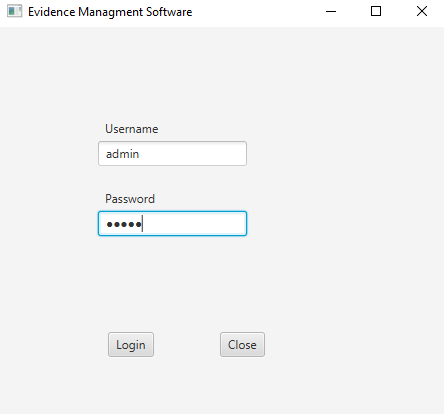 Evidence Managment Software
Username
admin
Password
●●●●●
Login Close